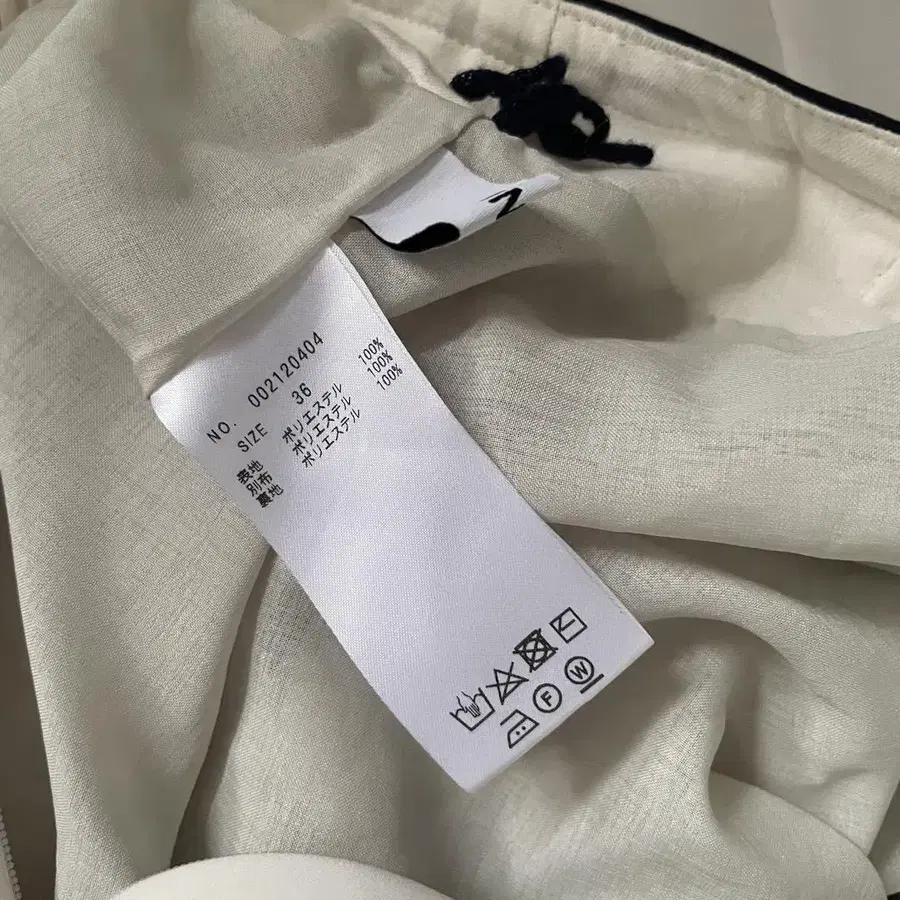 NO. 002120404
SIZE 36
表地 ポリエステル 100%
別布 ポリエステル 100%
裏地 ポリエステル 100%
F W